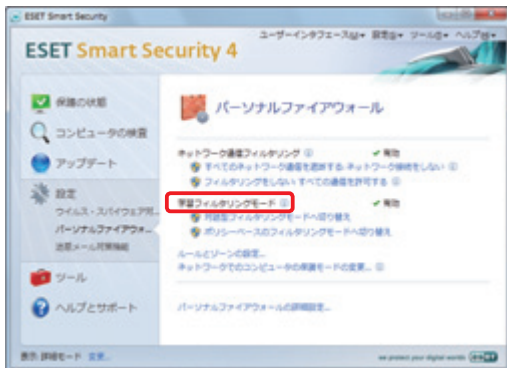 ESET Smart Security
ユーザーインタフェース(U)▾ 設定(S)▾ ツール(O)▾ ヘルプ(H)▾
ESET Smart Security 4
保護の状態
コンピュータの検査
アップデート
設定
ウイルス・スパイウェア対...
パーソナルファイアウォ...
迷惑メール対策機能
ツール
ヘルプとサポート
表示: 詳細モード 変更...
パーソナルファイアウォール
ネットワーク通信フィルタリング 有効
すべてのネットワーク通信を遮断する: ネットワーク接続をしない
フィルタリングをしない: すべての通信を許可する
学習フィルタリングモード 有効
対話型フィルタリングモードへ切り替え
ポリシーベースのフィルタリングモードへ切り替え
ルールとゾーンの設定...
ネットワークでのコンピュータの保護モードの変更...
パーソナルファイアウォールの詳細設定...
we protect your digital worlds eset